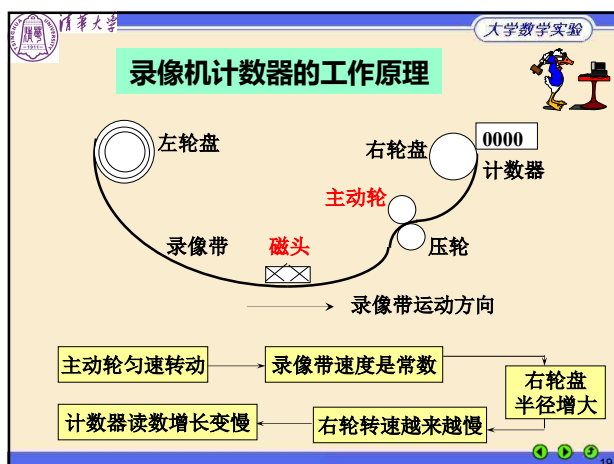 清华大学
TSINGHUA UNIVERSITY
-1911-
大学数学实验
录像机计数器的工作原理
左轮盘
右轮盘
0000
计数器
主动轮
录像带
磁头
压轮
录像带运动方向
主动轮匀速转动
录像带速度是常数
右轮盘
半径增大
计数器读数增长变慢
右轮转速越来越慢
19